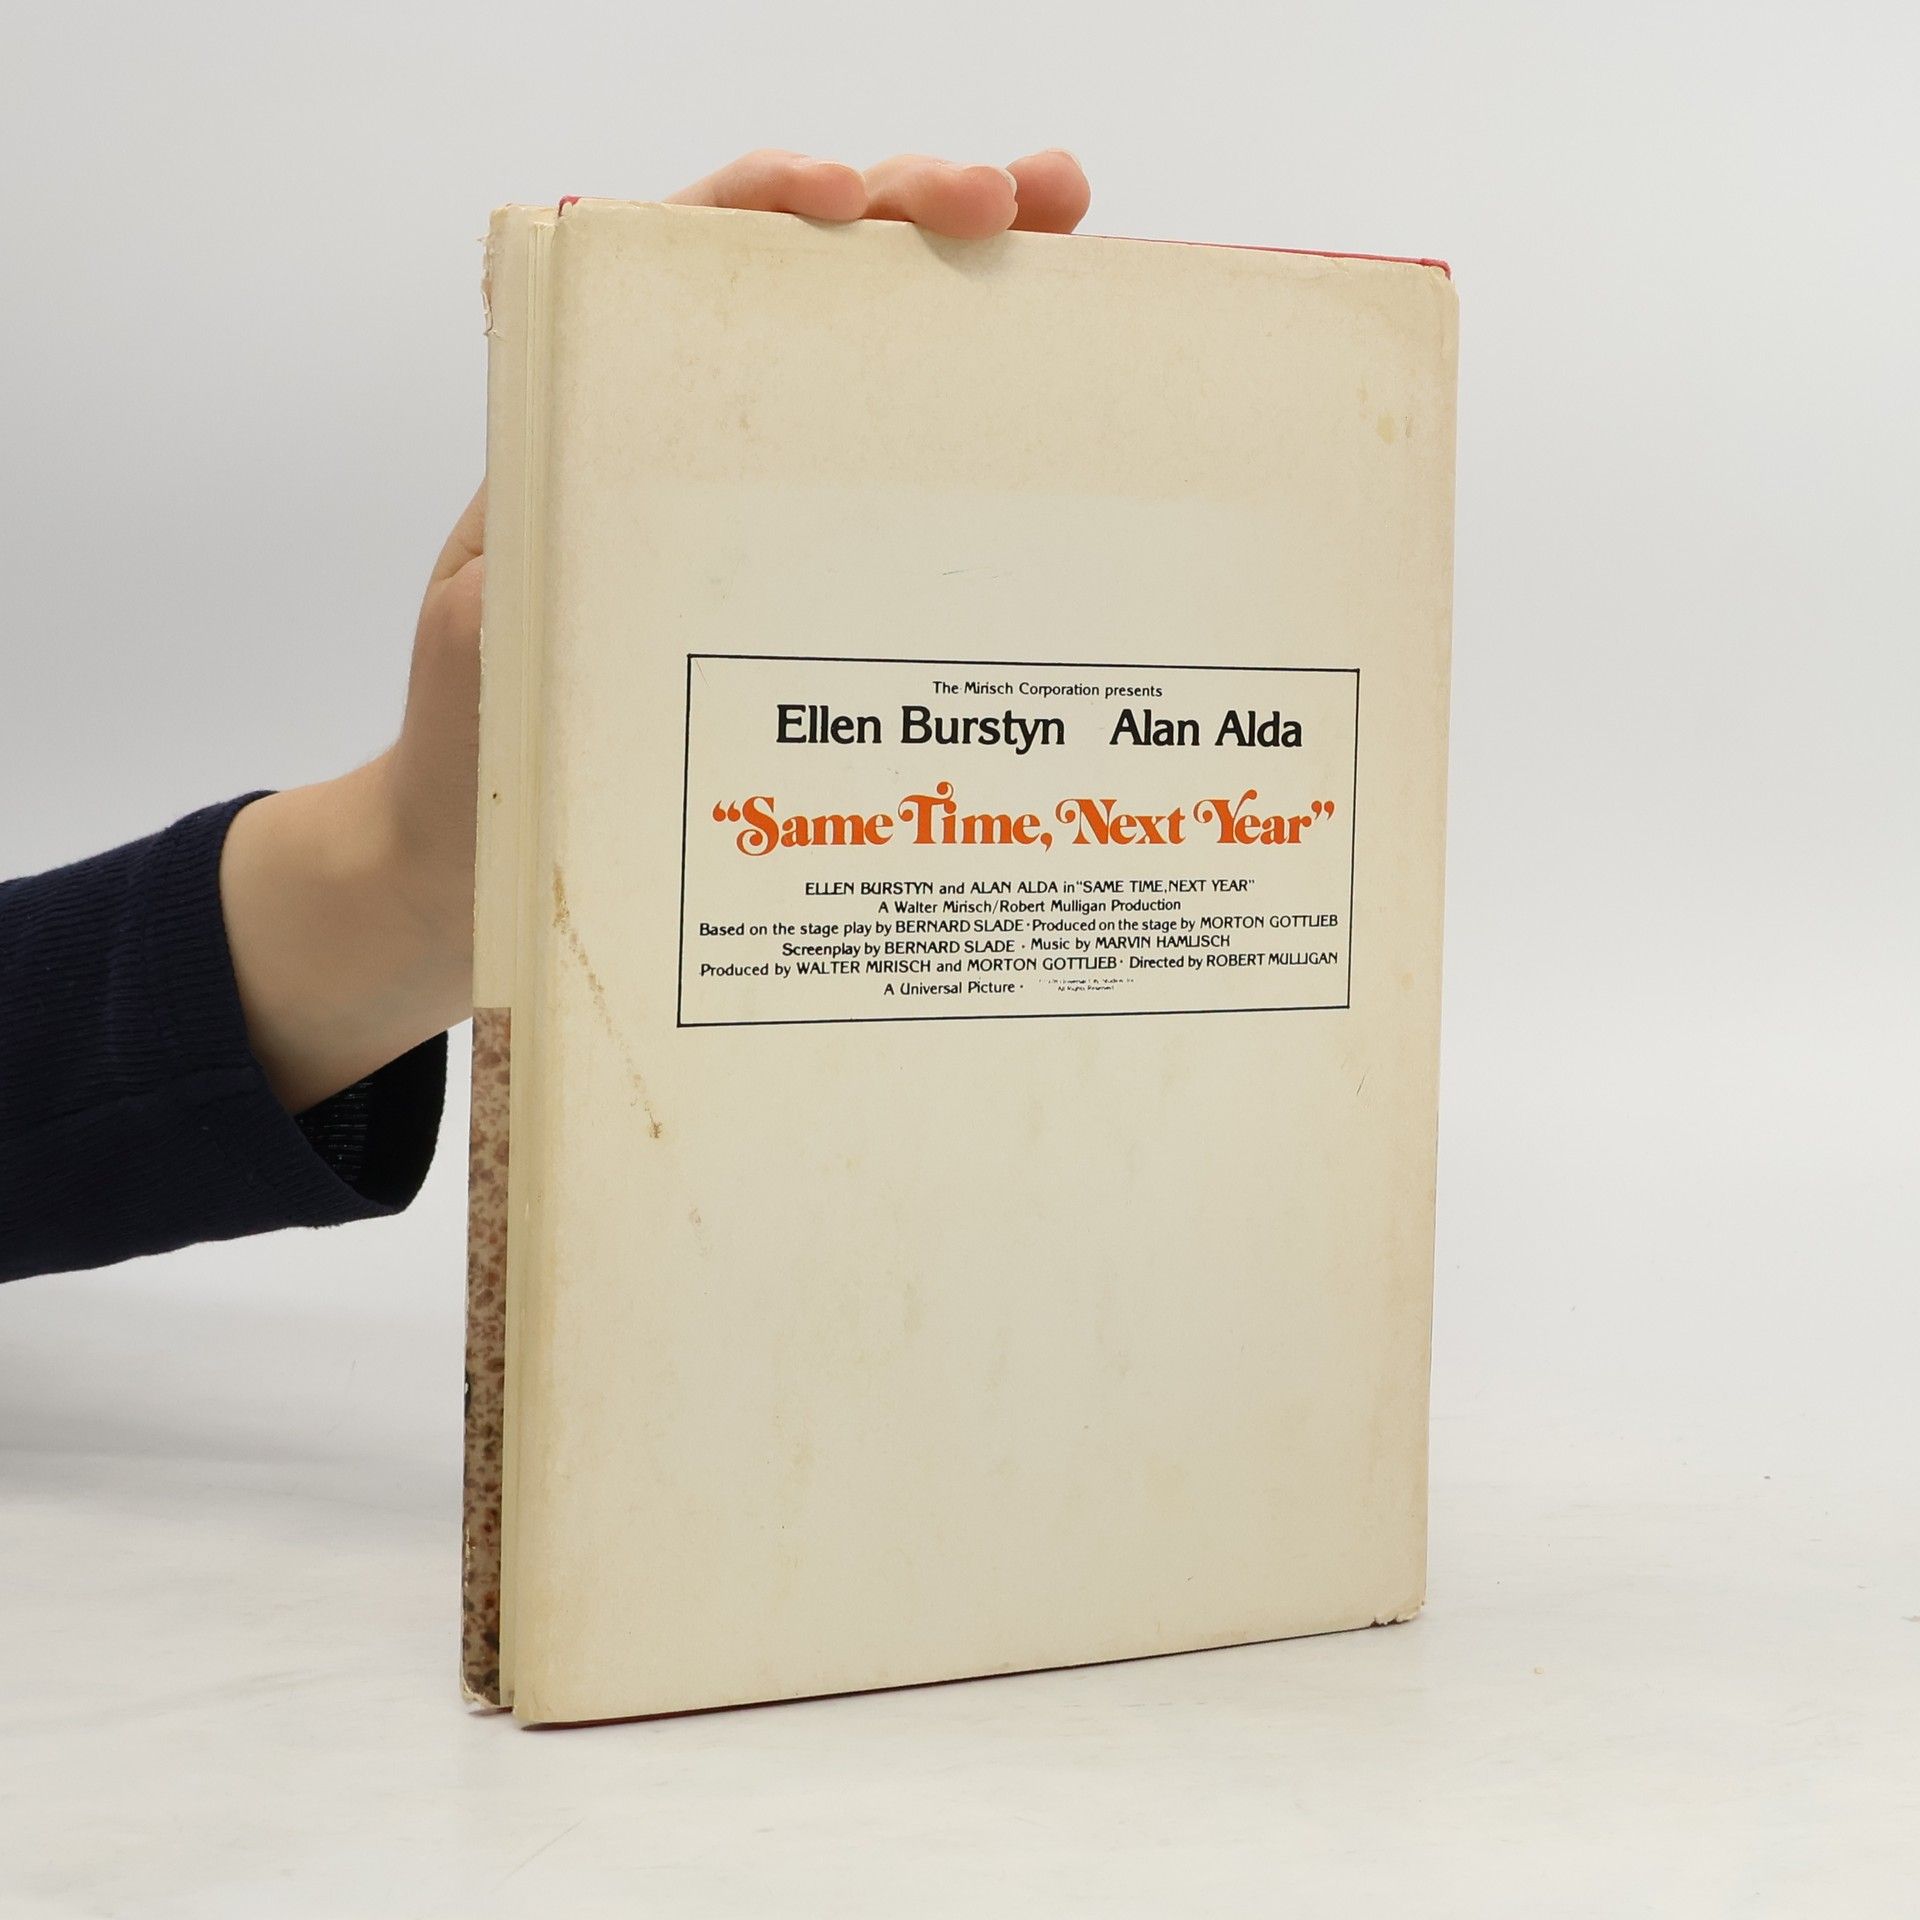 The Mirisch Corporation presents
Ellen Burstyn Alan Alda
“Same Time, Next Year”
ELLEN BURSTYN and ALAN ALDA in "SAME TIME, NEXT YEAR"
A Walter Mirisch/Robert Mulligan Production
Based on the stage play by BERNARD SLADE · Produced on the stage by MORTON GOTTLIEB
Screenplay by BERNARD SLADE · Music by MARVIN HAMLISCH
Produced by WALTER MIRISCH and MORTON GOTTLIEB · Directed by ROBERT MULLIGAN
A Universal Picture ·
All Rights Reserved